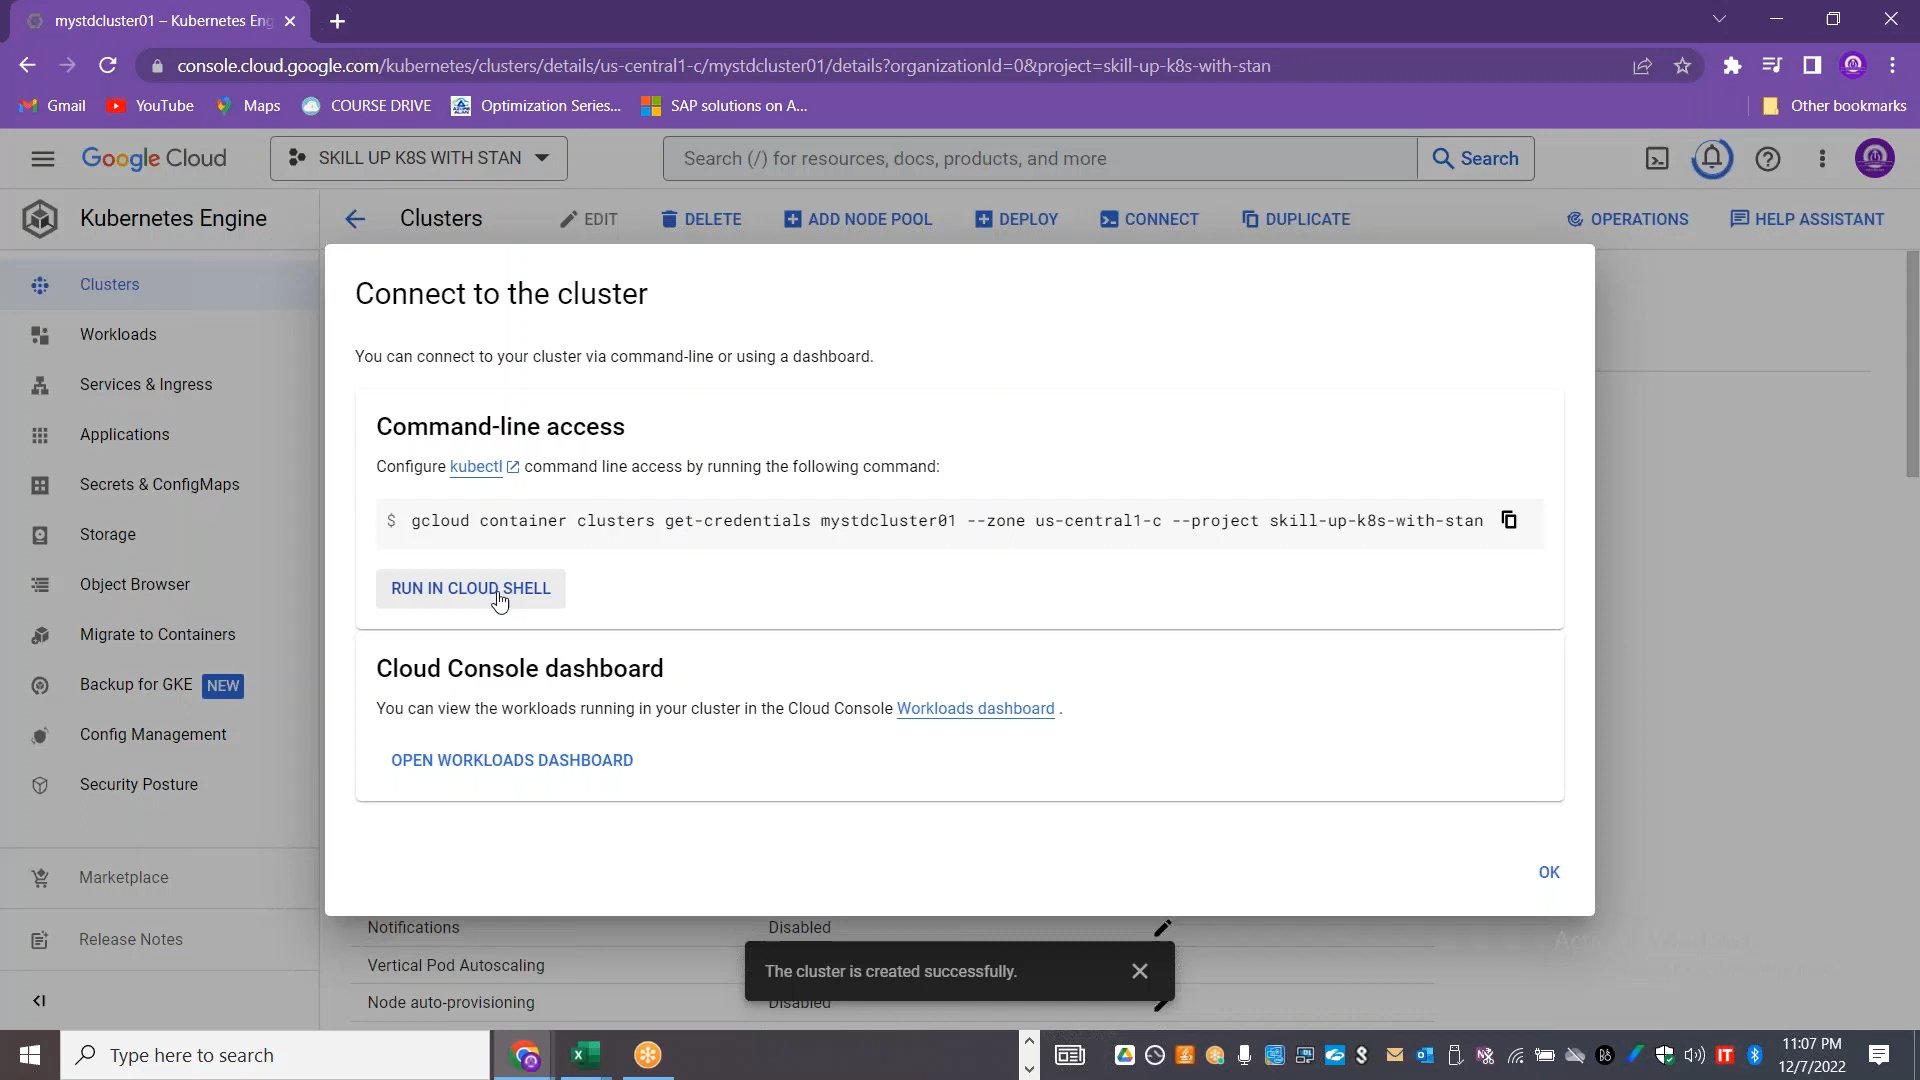 mystdcluster01 – Kubernetes Eng
console.cloud.google.com/kubernetes/clusters/details/us-central1-c/mystdcluster01/details?organizationId=0&project=skill-up-k8s-with-stan
Gmail YouTube Maps COURSE DRIVE Optimization Series... SAP solutions on A... Other bookmarks
Google Cloud SKILL UP K8S WITH STAN Search (/) for resources, docs, products, and more Search
Kubernetes Engine Clusters EDIT DELETE ADD NODE POOL DEPLOY CONNECT DUPLICATE OPERATIONS HELP ASSISTANT
Clusters
Workloads
Services & Ingress
Applications
Secrets & ConfigMaps
Storage
Object Browser
Migrate to Containers
Backup for GKE NEW
Config Management
Security Posture
Marketplace
Release Notes
Connect to the cluster
You can connect to your cluster via command-line or using a dashboard.
Command-line access
Configure kubectl command line access by running the following command:
$ gcloud container clusters get-credentials mystdcluster01 --zone us-central1-c --project skill-up-k8s-with-stan
RUN IN CLOUD SHELL
Cloud Console dashboard
You can view the workloads running in your cluster in the Cloud Console Workloads dashboard .
OPEN WORKLOADS DASHBOARD
OK
Notifications Disabled
Vertical Pod Autoscaling
Node auto-provisioning Disabled
The cluster is created successfully.
Type here to search
11:07 PM
12/7/2022